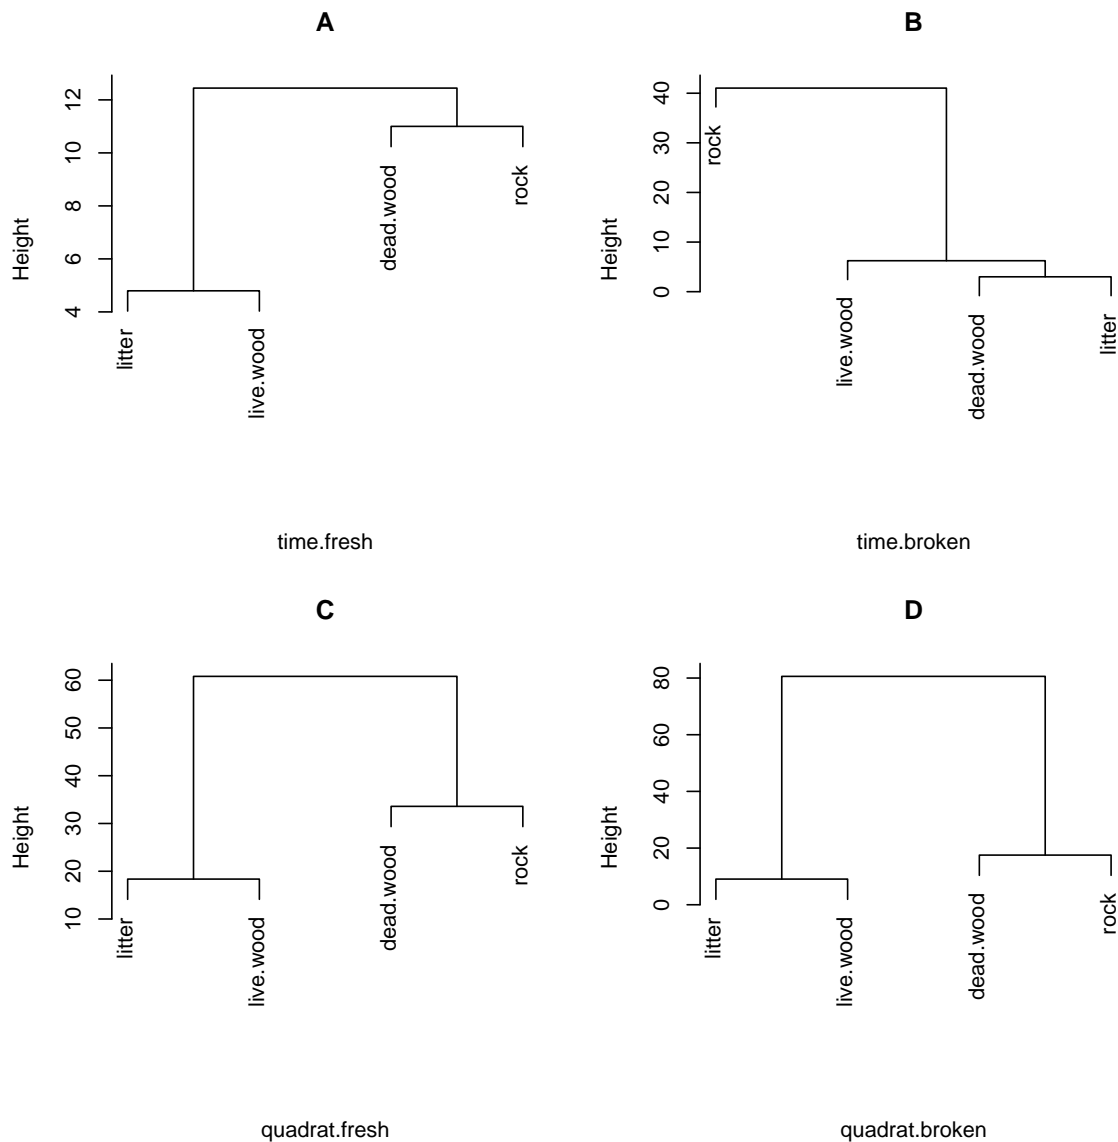 A
Height
4
6
8
10
12
litter
live.wood
dead.wood
rock
time.fresh
B
Height
0
10
20
30
40
rock
live.wood
dead.wood
litter
time.broken
C
Height
10
20
30
40
50
60
litter
live.wood
dead.wood
rock
quadrat.fresh
D
Height
0
20
40
60
80
litter
live.wood
dead.wood
rock
quadrat.broken